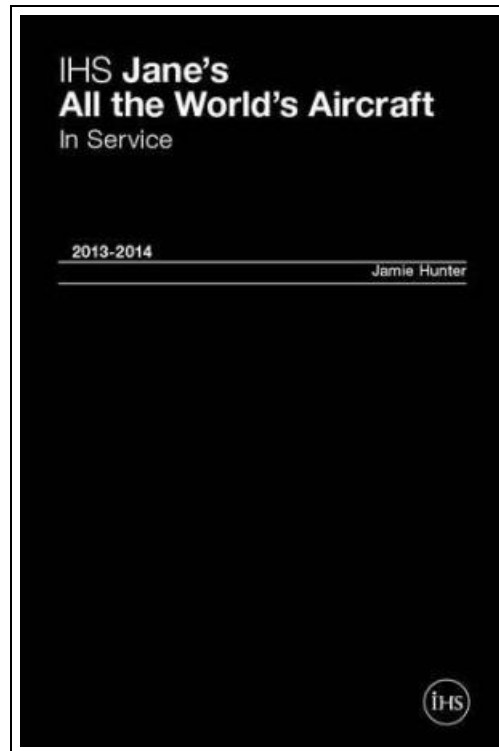 IHS Jane's
All the World's Aircraft
In Service
2013-2014
Jamie Hunter
iHS